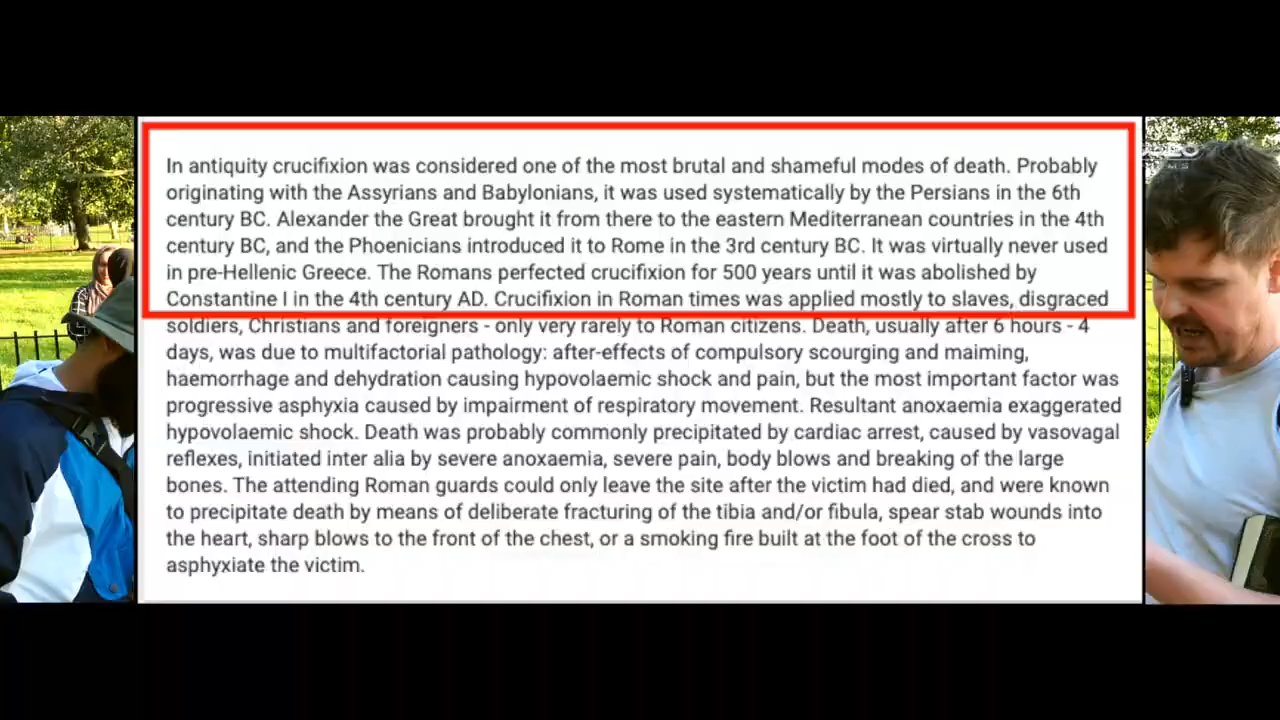 In antiquity crucifixion was considered one of the most brutal and shameful modes of death. Probably
originating with the Assyrians and Babylonians, it was used systematically by the Persians in the 6th
century BC. Alexander the Great brought it from there to the eastern Mediterranean countries in the 4th
century BC, and the Phoenicians introduced it to Rome in the 3rd century BC. It was virtually never used
in pre-Hellenic Greece. The Romans perfected crucifixion for 500 years until it was abolished by
Constantine I in the 4th century AD. Crucifixion in Roman times was applied mostly to slaves, disgraced
soldiers, Christians and foreigners - only very rarely to Roman citizens. Death, usually after 6 hours - 4
days, was due to multifactorial pathology: after-effects of compulsory scourging and maiming,
haemorrhage and dehydration causing hypovolaemic shock and pain, but the most important factor was
progressive asphyxia caused by impairment of respiratory movement. Resultant anoxaemia exaggerated
hypovolaemic shock. Death was probably commonly precipitated by cardiac arrest, caused by vasovagal
reflexes, initiated inter alia by severe anoxaemia, severe pain, body blows and breaking of the large
bones. The attending Roman guards could only leave the site after the victim had died, and were known
to precipitate death by means of deliberate fracturing of the tibia and/or fibula, spear stab wounds into
the heart, sharp blows to the front of the chest, or a smoking fire built at the foot of the cross to
asphyxiate the victim.